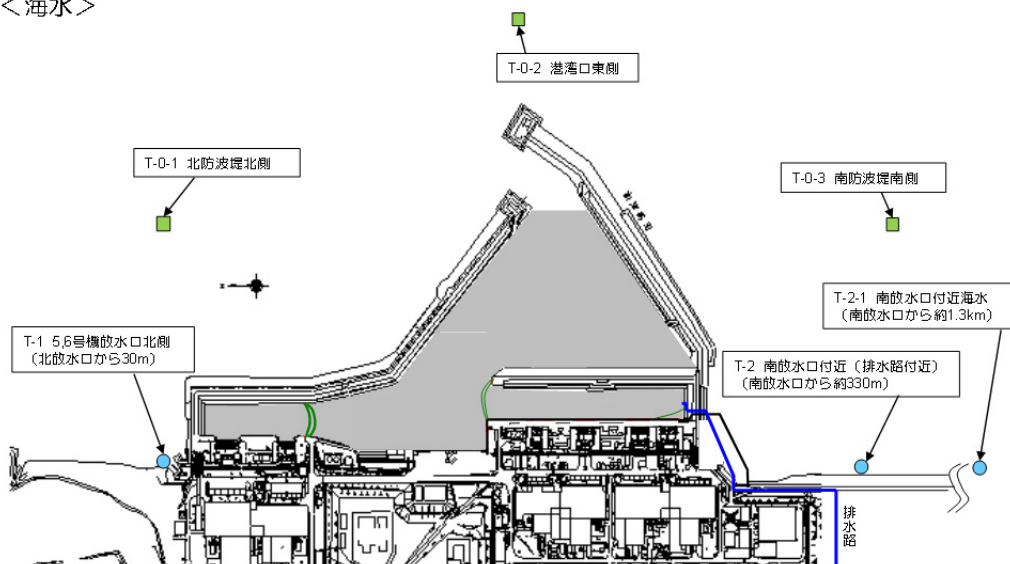 ＜海水＞
T-0-2 港湾口東側
T-0-1 北防波堤北側
T-0-3 南防波堤南側
T-2-1 南放水口付近海水
（南放水口から約1.3km）
T-1 5,6号機放水口北側
（北放水口から30m）
T-2 南放水口付近（排水路付近）
（南放水口から約330m）
排水路